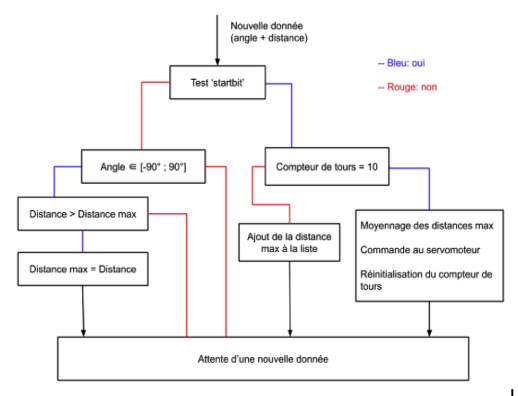 Nouvelle donnée
(angle + distance)
-- Bleu: oui
-- Rouge: non
Test 'startbit'
Angle ∈ [-90° ; 90°]
Compteur de tours = 10
Distance > Distance max
Ajout de la distance
max à la liste
Moyennage des distances max
Commande au servomoteur
Réinitialisation du compteur de
tours
Distance max = Distance
Attente d'une nouvelle donnée